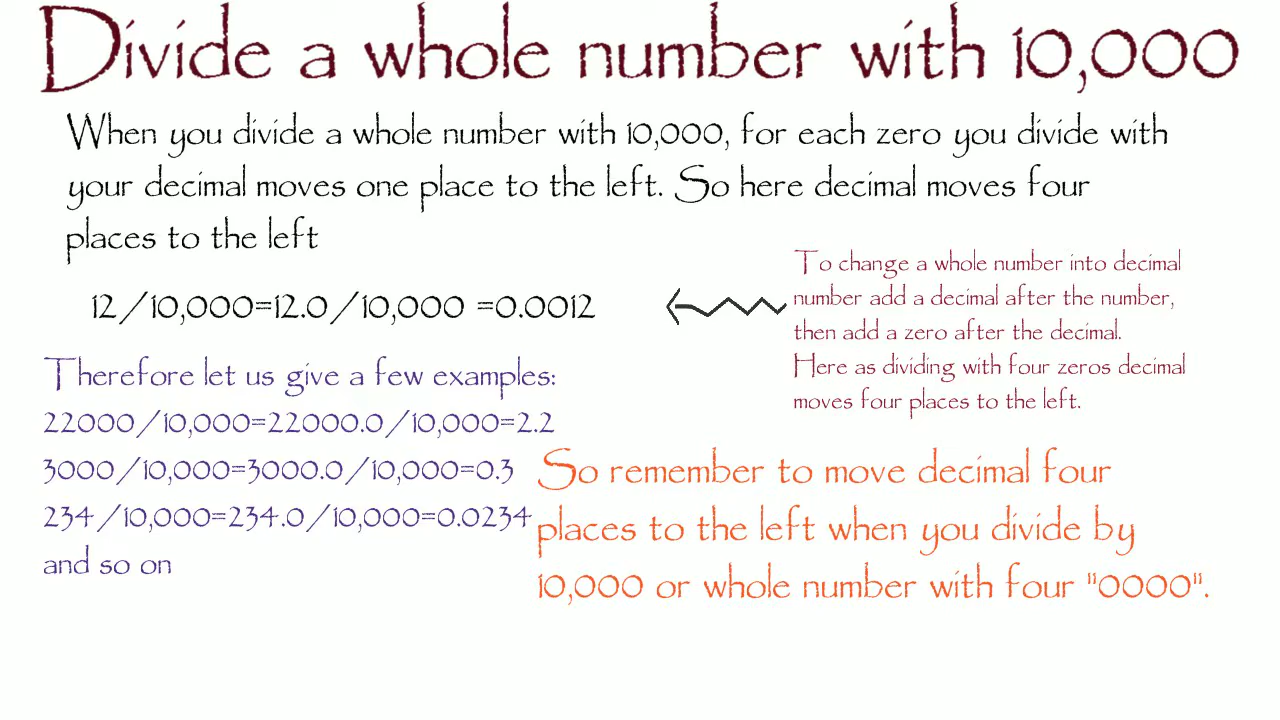 Divide a whole number with 10,000
When you divide a whole number with 10,000, for each zero you divide with
your decimal moves one place to the left. So here decimal moves four
places to the left
12/10,000=12.0/10,000 =0.0012
To change a whole number into decimal
number add a decimal after the number,
then add a zero after the decimal.
Here as dividing with four zeros decimal
moves four places to the left.
Therefore let us give a few examples:
22000/10,000=22000.0/10,000=2.2
3000/10,000=3000.0/10,000=0.3
234/10,000=234.0/10,000=0.0234
and so on
So remember to move decimal four
places to the left when you divide by
10,000 or whole number with four "0000".